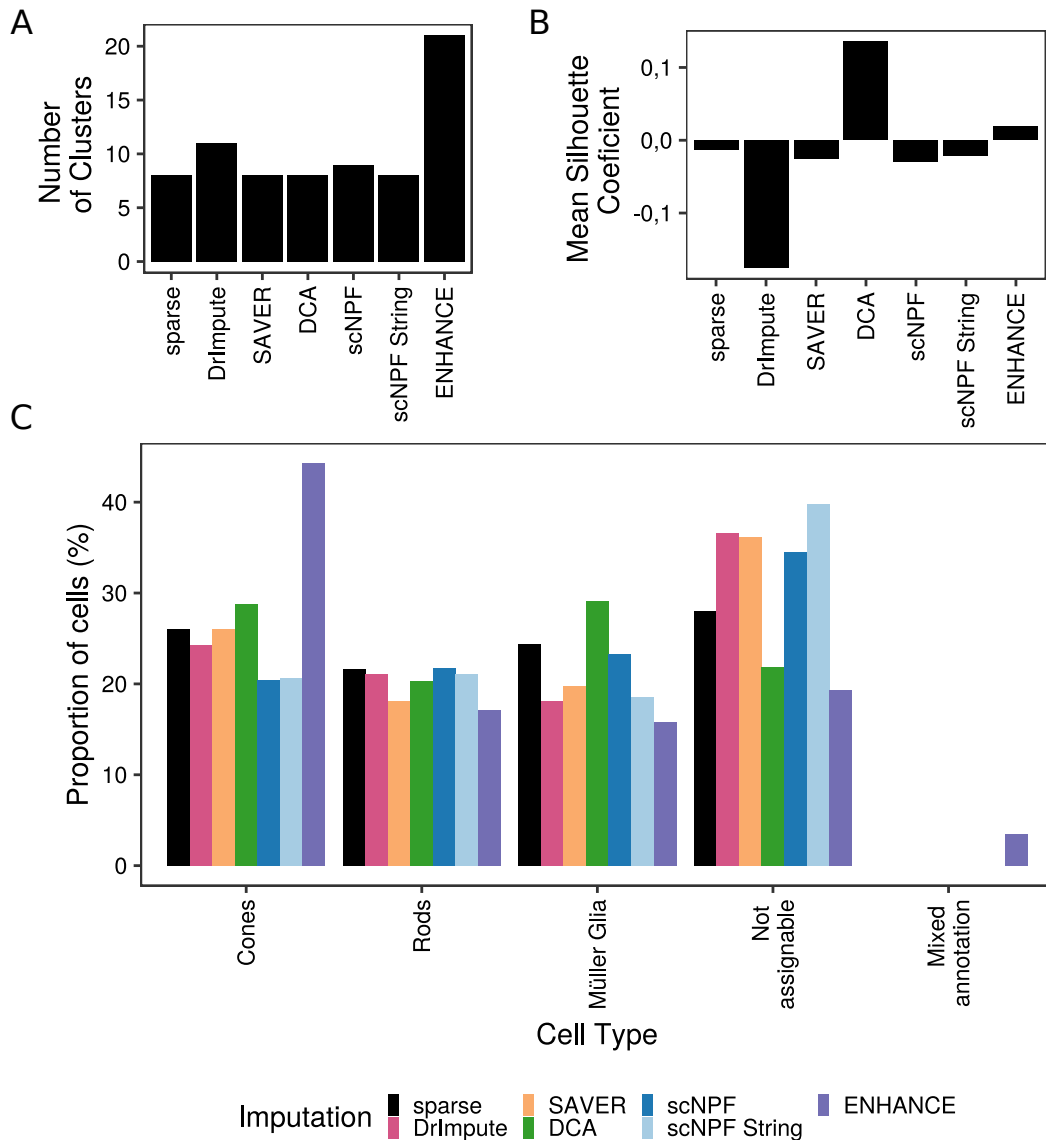 A
Number
of Clusters
20
15
10
5
0
sparse
DrImpute
SAVER
DCA
scNPF
scNPF String
ENHANCE
B
Mean Silhouette
Coeficient
0,1
0,0
-0,1
sparse
DrImpute
SAVER
DCA
scNPF
scNPF String
ENHANCE
C
Proportion of cells (%)
40
30
20
10
0
Cones
Rods
Müller Glia
Not
assignable
Mixed
annotation
Cell Type
Imputation
sparse
DrImpute
SAVER
DCA
scNPF
scNPF String
ENHANCE